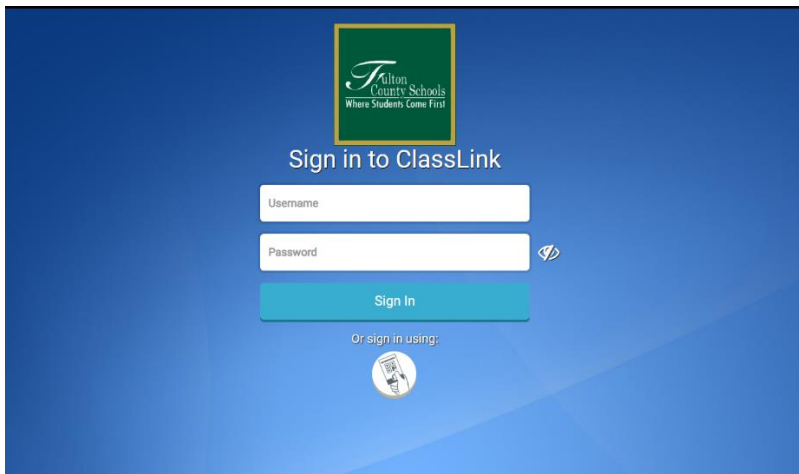 Fulton
County Schools
Where Students Come First
Sign in to ClassLink
Username
Password
Sign In
Or sign in using: